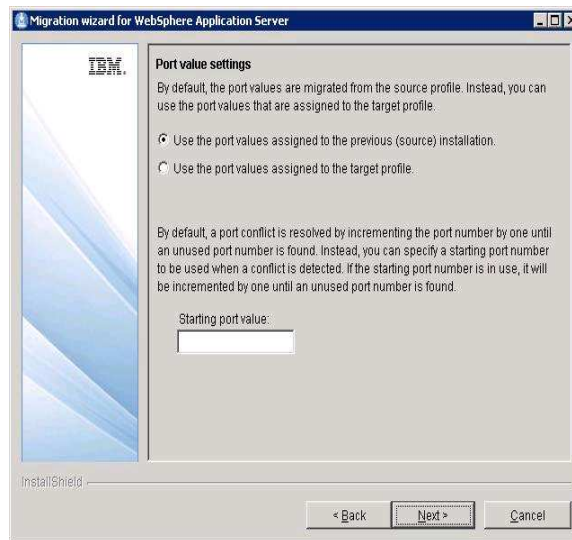 Migration wizard for WebSphere Application Server
IBM.
Port value settings
By default, the port values are migrated from the source profile. Instead, you can
use the port values that are assigned to the target profile.
Use the port values assigned to the previous (source) installation.
Use the port values assigned to the target profile.
By default, a port conflict is resolved by incrementing the port number by one until
an unused port number is found. Instead, you can specify a starting port number
to be used when a conflict is detected. If the starting port number is in use, it will
be incremented by one until an unused port number is found.
Starting port value:
InstallShield
< Back Next > Cancel